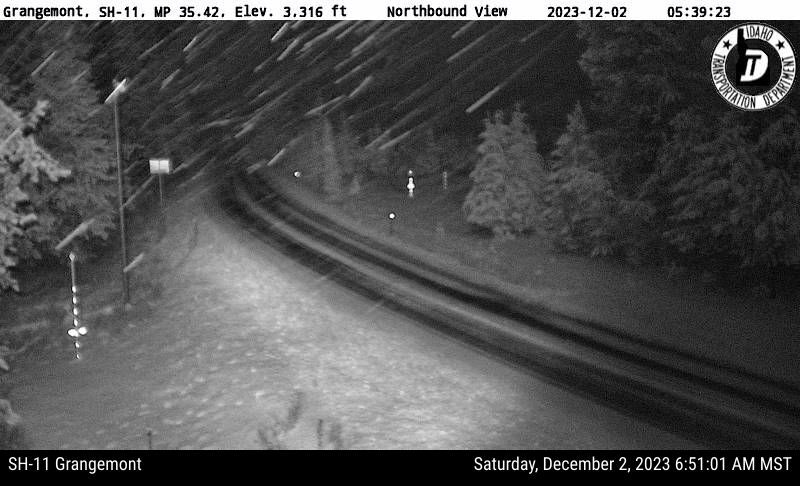 Grangemont, SH-11, MP 35.42, Elev. 3,316 ft Northbound View 2023-12-02 05:39:23
IDAHO
TRANSPORTATION DEPARTMENT
SH-11 Grangemont Saturday, December 2, 2023 6:51:01 AM MST